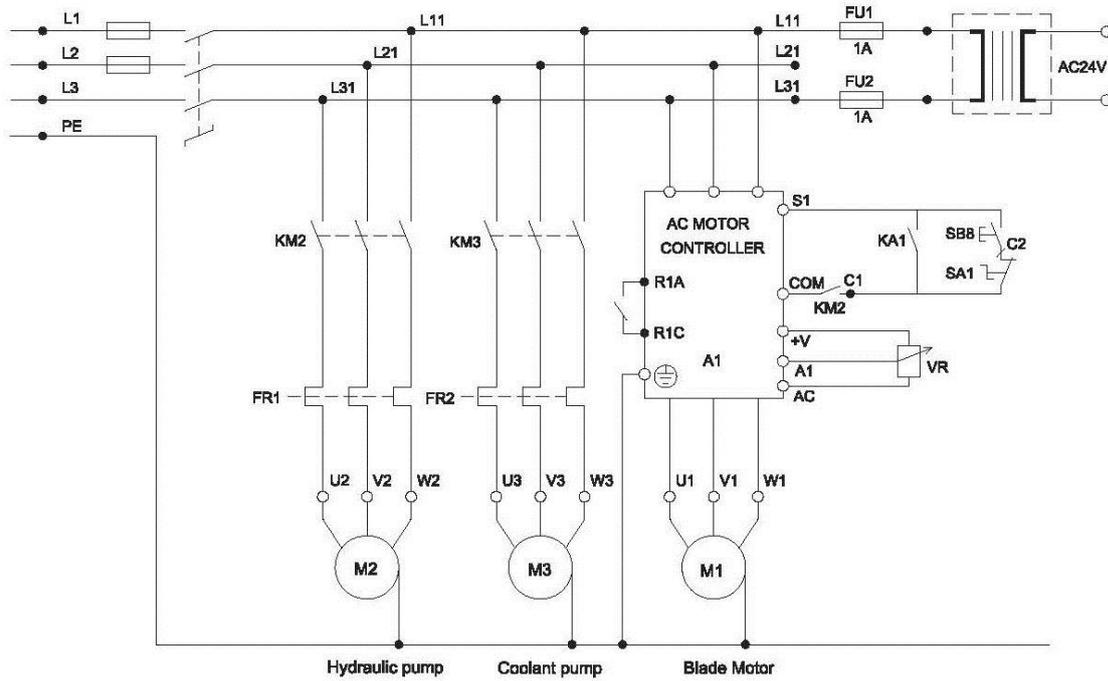 L1 L11 L11 FU1
1A
L2 L21 L21
AC24V
L3 L31 L31 FU2
1A
PE
S1
AC MOTOR
CONTROLLER
KM2 KM3 KA1 SB8 C2
SA1
R1A COM C1
KM2
R1C +V
A1 A1 VR
AC
FR1 FR2
U2 V2 W2 U3 V3 W3 U1 V1 W1
M2 M3 M1
Hydraulic pump Coolant pump Blade Motor